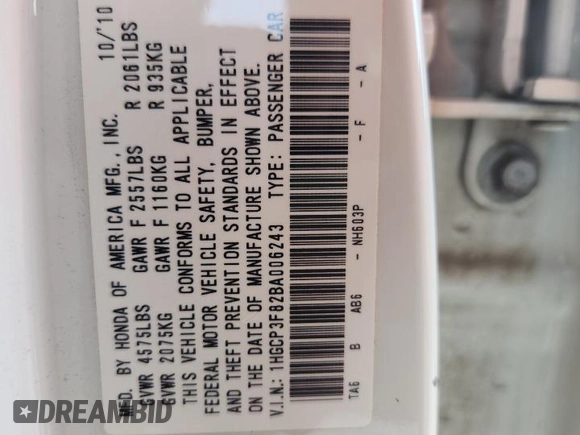 MFD. BY HONDA OF AMERICA MFG., INC. 10/'10
GVWR 4575LBS GAWR F 2557LBS R 2061LBS
GVWR 2075KG GAWR F 1160KG R 935KG
THIS VEHICLE CONFORMS TO ALL APPLICABLE
FEDERAL MOTOR VEHICLE SAFETY, BUMPER,
AND THEFT PREVENTION STANDARDS IN EFFECT
ON THE DATE OF MANUFACTURE SHOWN ABOVE.
V.I.N.: 1HGCP3F82BA006243 TYPE: PASSENGER CAR
TA6 B AB6 - NH603P - F - A
DREAMBID